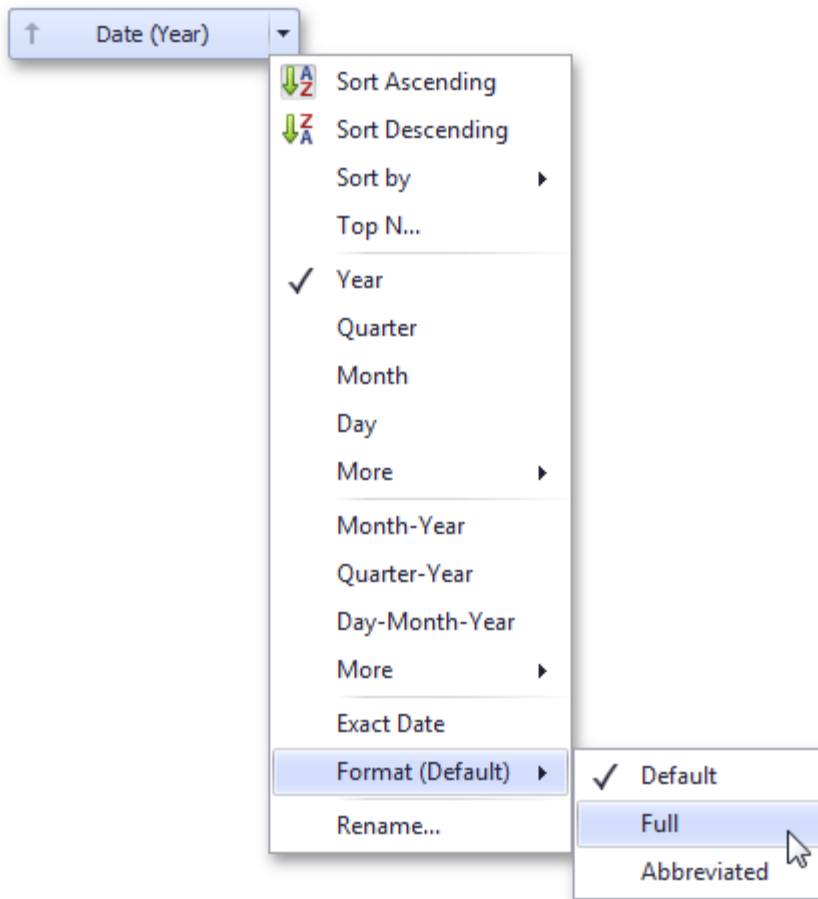 Date (Year)
Sort Ascending
Sort Descending
Sort by
Top N...
Year
Quarter
Month
Day
More
Month-Year
Quarter-Year
Day-Month-Year
More
Exact Date
Format (Default)
Default
Full
Rename...
Abbreviated